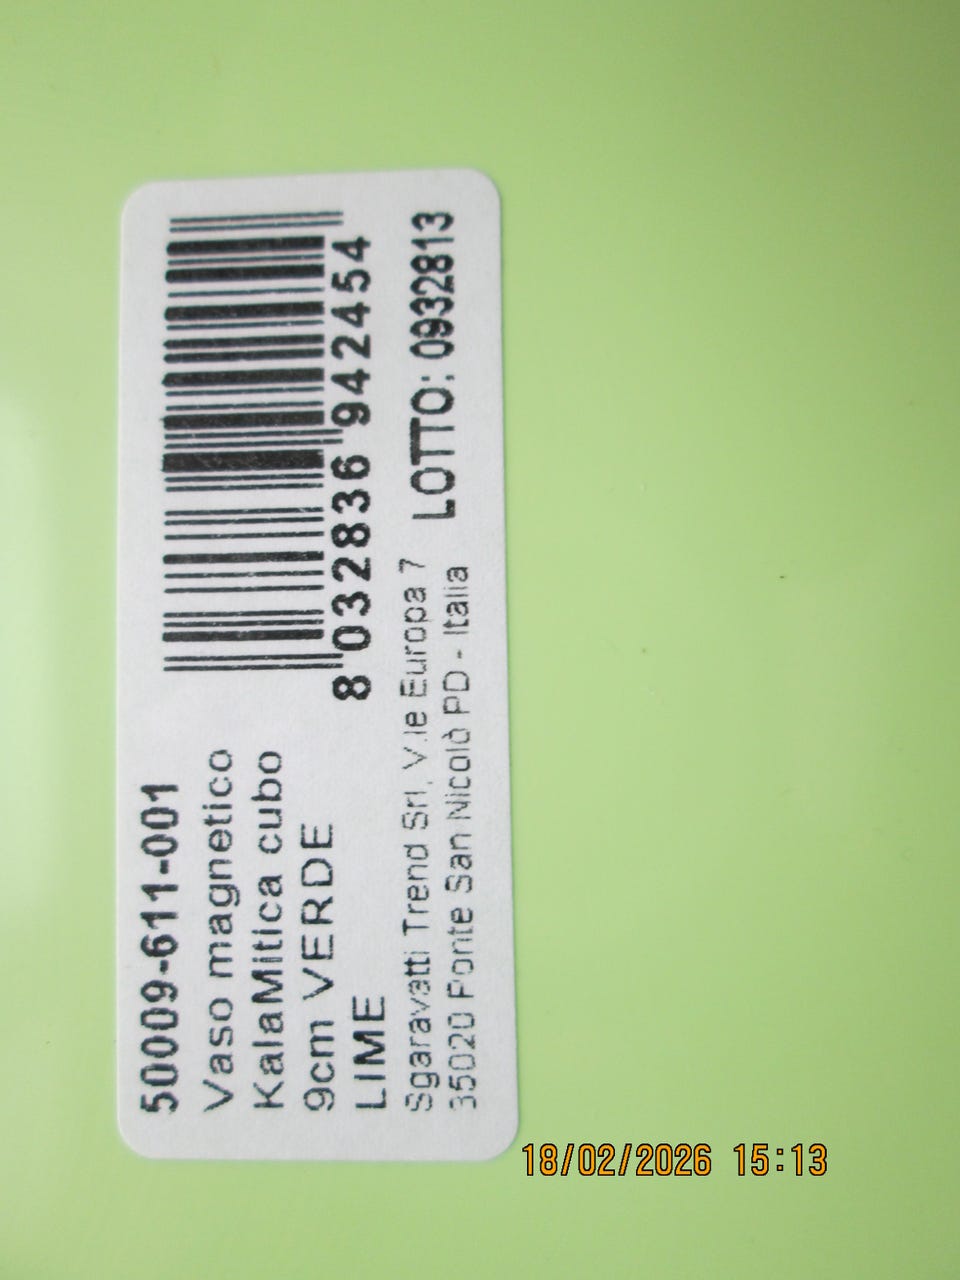 50009-611-001
Vaso magnetico
KalaMitica cubo
9cm VERDE
LIME
8 032836 942454
Sgaravatti Trend Srl, V.le Europa 7
35020 Ponte San Nicolò PD - Italia
LOTTO: 0932813
18/02/2026 15:13